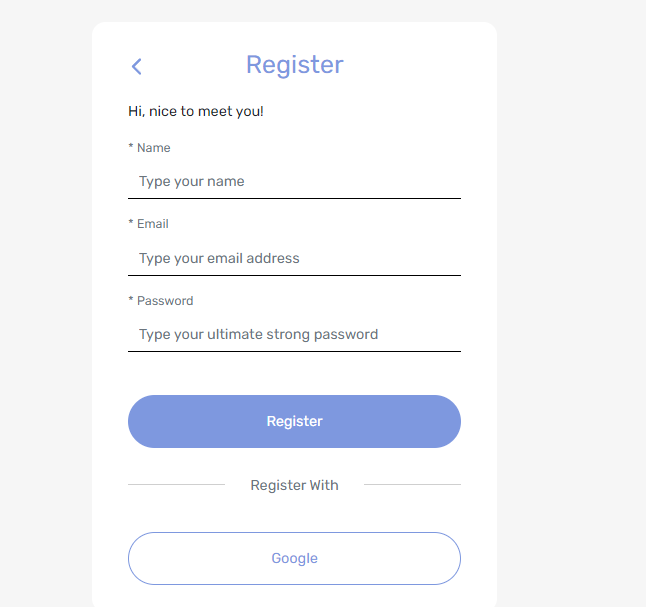 Register
Hi, nice to meet you!
* Name
Type your name
* Email
Type your email address
* Password
Type your ultimate strong password
Register
Register With
Google